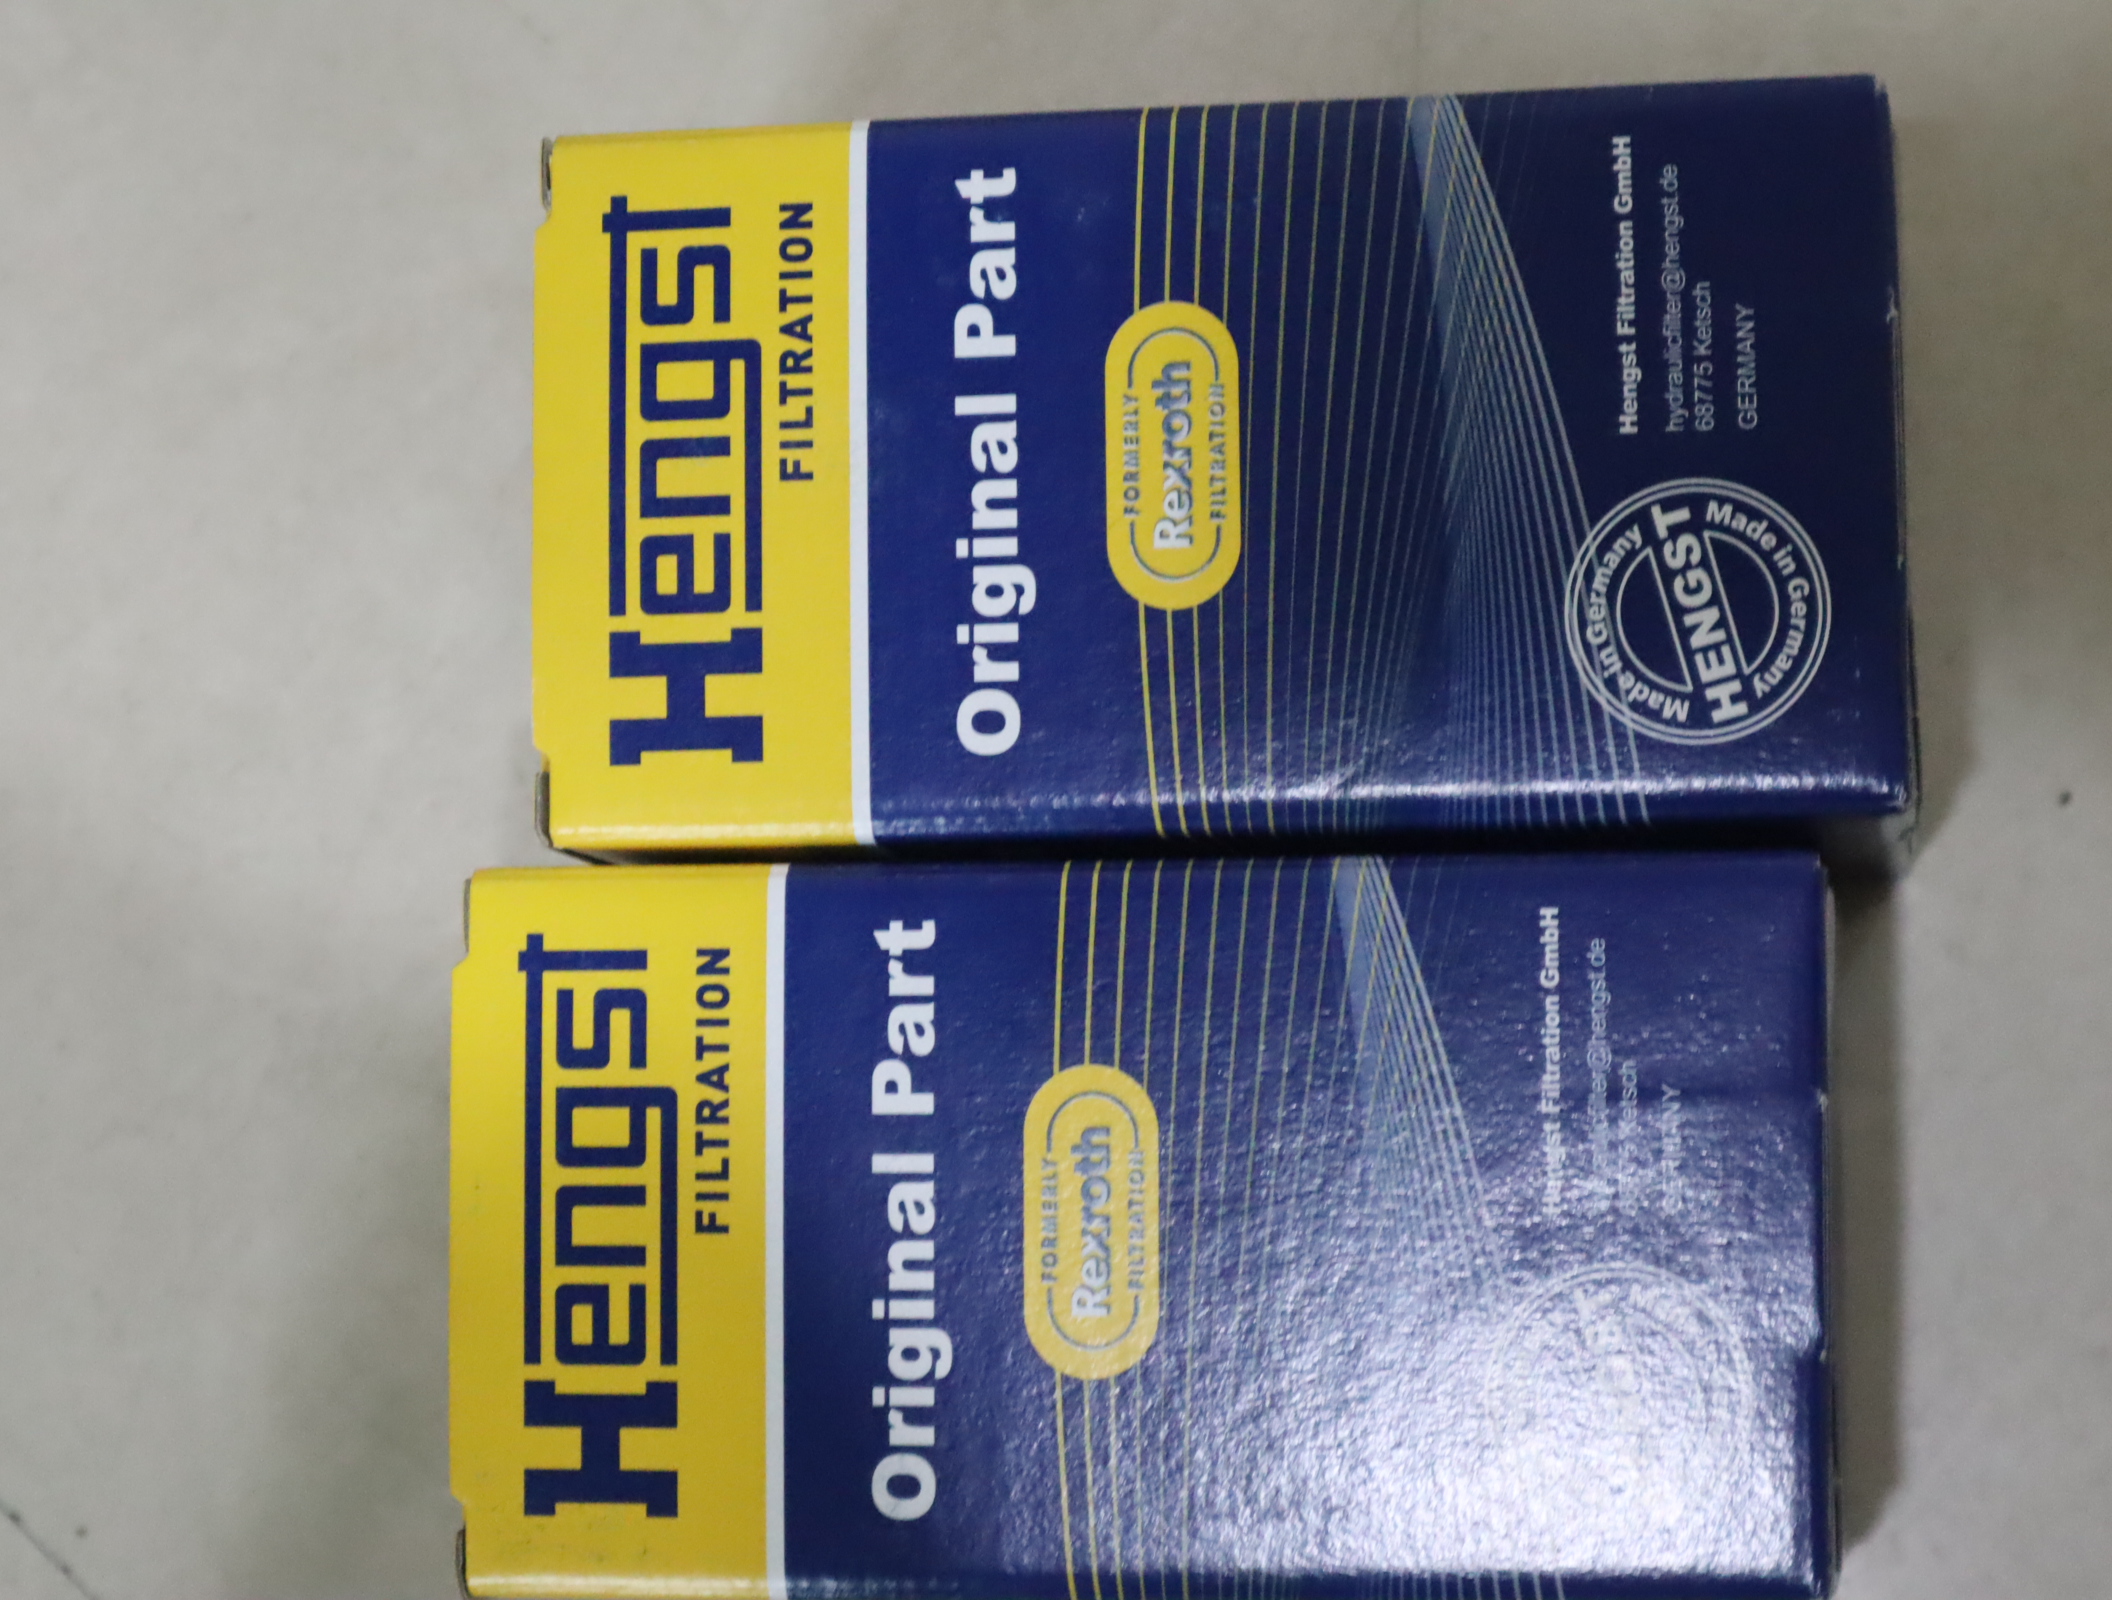 Hengst
FILTRATION
Original Part
FORMERLY
Rexroth
FILTRATION
Hengst Filtration GmbH
hydraulicfilter@hengst.de
68775 Ketsch
GERMANY
Made in Germany
HENGST
Made in Germany
Hengst
FILTRATION
Original Part
FORMERLY
Rexroth
FILTRATION
Hengst Filtration GmbH